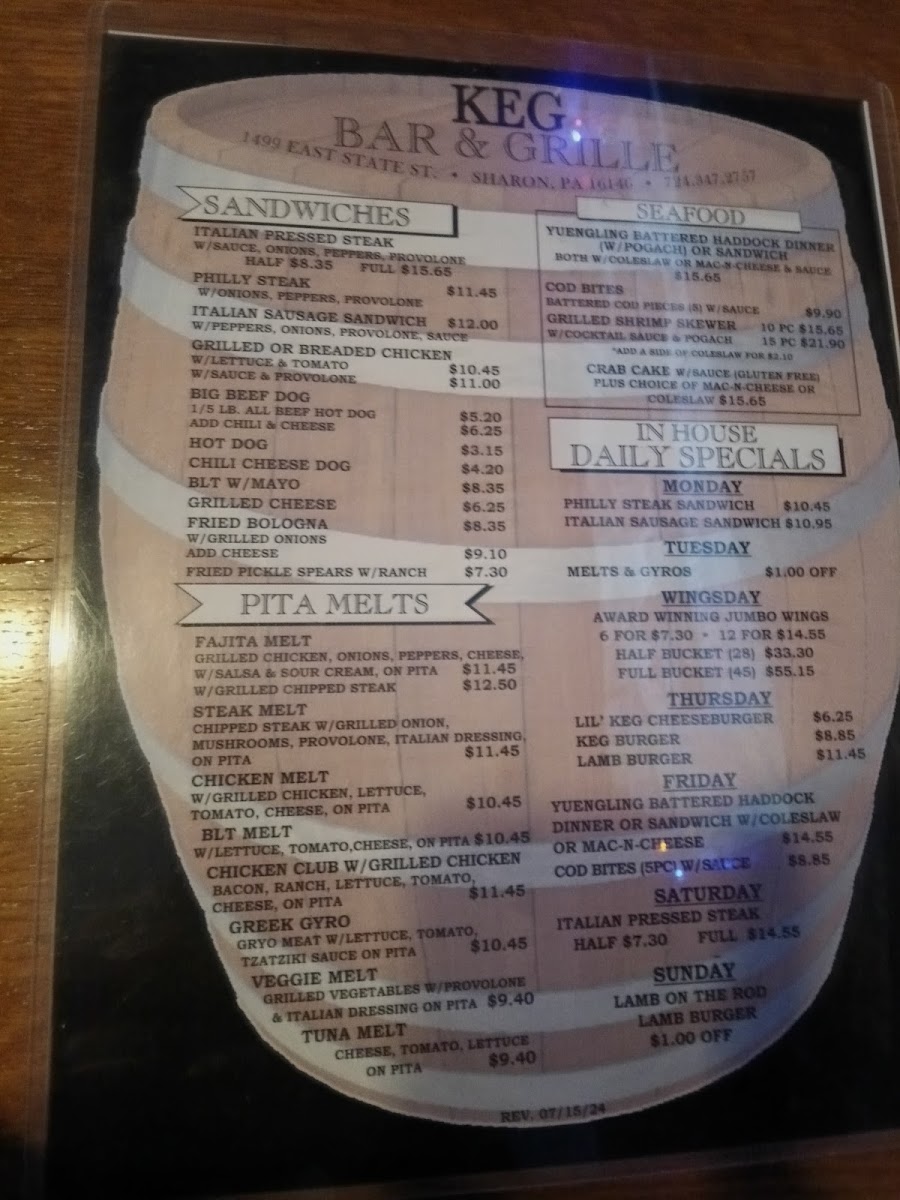 KEG
BAR & GRILLE
1499 EAST STATE ST. • SHARON, PA 16146 • 724.347.2757
SANDWICHES
ITALIAN PRESSED STEAK
W/SAUCE, ONIONS, PEPPERS, PROVOLONE
HALF $8.35 FULL $15.65
PHILLY STEAK $11.45
W/ONIONS, PEPPERS, PROVOLONE
ITALIAN SAUSAGE SANDWICH $12.00
W/PEPPERS, ONIONS, PROVOLONE, SAUCE
GRILLED OR BREADED CHICKEN
W/LETTUCE & TOMATO $10.45
W/SAUCE & PROVOLONE $11.00
BIG BEEF DOG
1/5 LB. ALL BEEF HOT DOG $5.20
ADD CHILI & CHEESE $6.25
HOT DOG $3.15
CHILI CHEESE DOG $4.20
BLT W/MAYO $8.35
GRILLED CHEESE $6.25
FRIED BOLOGNA $8.35
W/GRILLED ONIONS
ADD CHEESE $9.10
FRIED PICKLE SPEARS W/RANCH $7.30
PITA MELTS
FAJITA MELT
GRILLED CHICKEN, ONIONS, PEPPERS, CHEESE,
W/SALSA & SOUR CREAM, ON PITA $11.45
W/GRILLED CHIPPED STEAK $12.50
STEAK MELT
CHIPPED STEAK W/GRILLED ONION,
MUSHROOMS, PROVOLONE, ITALIAN DRESSING,
ON PITA $11.45
CHICKEN MELT
W/GRILLED CHICKEN, LETTUCE,
TOMATO, CHEESE, ON PITA $10.45
BLT MELT
W/LETTUCE, TOMATO,CHEESE, ON PITA $10.45
CHICKEN CLUB W/GRILLED CHICKEN
BACON, RANCH, LETTUCE, TOMATO,
CHEESE, ON PITA $11.45
GREEK GYRO
GRYO MEAT W/LETTUCE, TOMATO,
TZATZIKI SAUCE ON PITA $10.45
VEGGIE MELT
GRILLED VEGETABLES W/PROVOLONE
& ITALIAN DRESSING ON PITA $9.40
TUNA MELT
CHEESE, TOMATO, LETTUCE
ON PITA $9.40
SEAFOOD
YUENGLING BATTERED HADDOCK DINNER
(W/POGACH) OR SANDWICH
BOTH W/COLESLAW OR MAC-N-CHEESE & SAUCE
$15.65
COD BITES
BATTERED COD PIECES (5) W/SAUCE $9.90
GRILLED SHRIMP SKEWER 10 PC $15.65
W/COCKTAIL SAUCE & POGACH 15 PC $21.90
*ADD A SIDE OF COLESLAW FOR $2.10
CRAB CAKE W/SAUCE (GLUTEN FREE)
PLUS CHOICE OF MAC-N-CHEESE OR
COLESLAW $15.65
IN HOUSE
DAILY SPECIALS
MONDAY
PHILLY STEAK SANDWICH $10.45
ITALIAN SAUSAGE SANDWICH $10.95
TUESDAY
MELTS & GYROS $1.00 OFF
WINGSDAY
AWARD WINNING JUMBO WINGS
6 FOR $7.30 • 12 FOR $14.55
HALF BUCKET (28) $33.30
FULL BUCKET (45) $55.15
THURSDAY
LIL' KEG CHEESEBURGER $6.25
KEG BURGER $8.85
LAMB BURGER $11.45
FRIDAY
YUENGLING BATTERED HADDOCK
DINNER OR SANDWICH W/COLESLAW
OR MAC-N-CHEESE $14.55
COD BITES (5PC) W/SAUCE $8.85
SATURDAY
ITALIAN PRESSED STEAK
HALF $7.30 FULL $14.55
SUNDAY
LAMB ON THE ROD
LAMB BURGER
$1.00 OFF
REV. 07/15/24